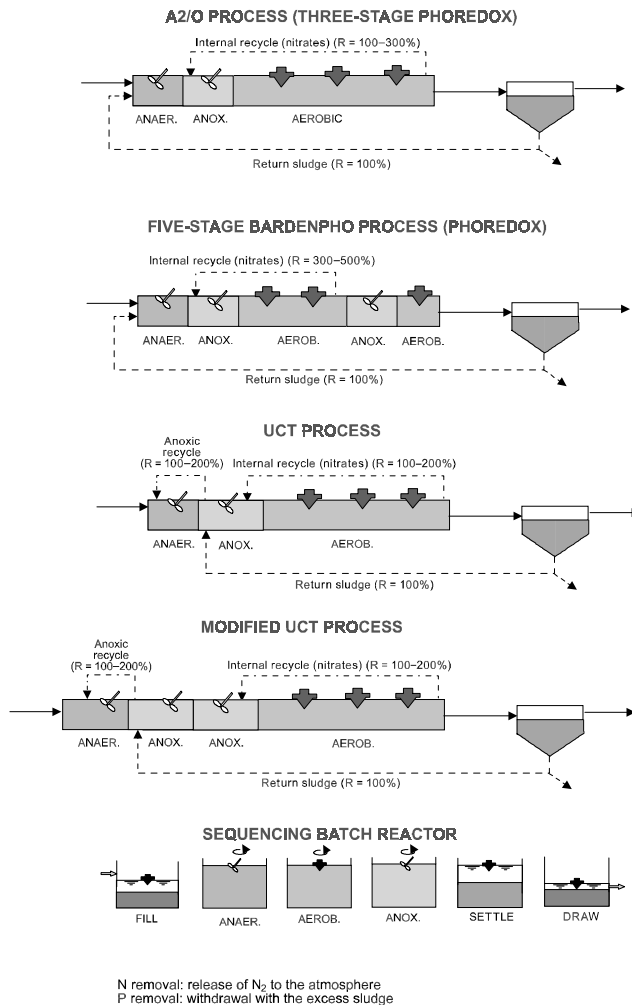 A2/O PROCESS (THREE-STAGE PHOREDOX)
Internal recycle (nitrates) (R = 100–300%)
ANAER. ANOX. AEROBIC
Return sludge (R = 100%)
FIVE-STAGE BARDENPHO PROCESS (PHOREDOX)
Internal recycle (nitrates) (R = 300–500%)
ANAER. ANOX. AEROB. ANOX. AEROB.
Return sludge (R = 100%)
UCT PROCESS
Anoxic
recycle
(R = 100–200%) Internal recycle (nitrates) (R = 100–200%)
ANAER. ANOX. AEROB.
Return sludge (R = 100%)
MODIFIED UCT PROCESS
Anoxic
recycle
(R = 100–200%) Internal recycle (nitrates) (R = 100–200%)
ANAER. ANOX. ANOX. AEROB.
Return sludge (R = 100%)
SEQUENCING BATCH REACTOR
FILL ANAER. AEROB. ANOX. SETTLE DRAW
N removal: release of N₂ to the atmosphere
P removal: withdrawal with the excess sludge